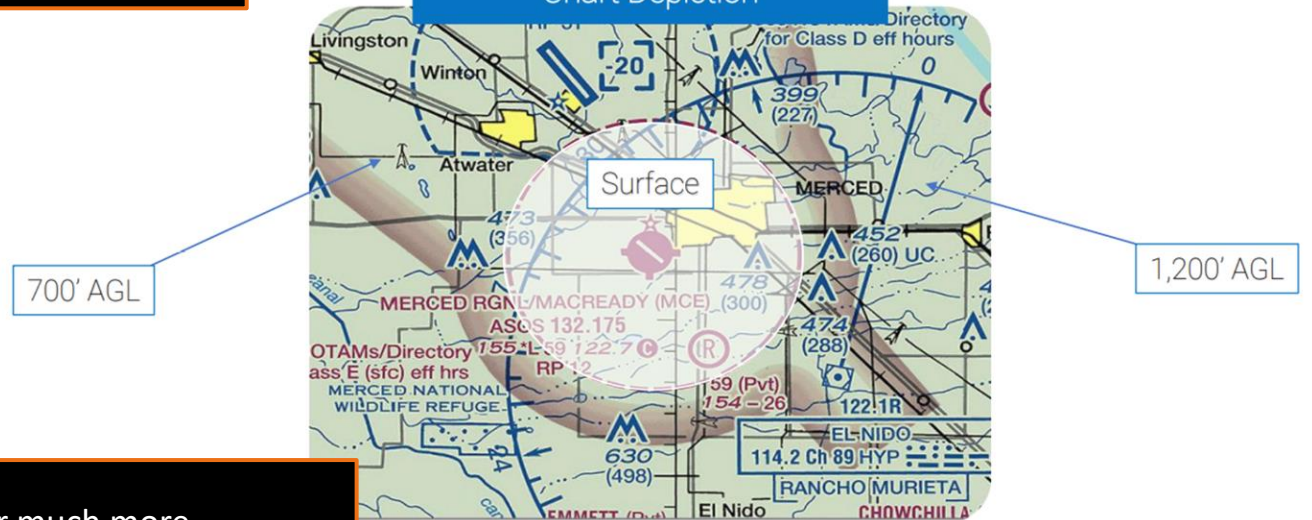 Chart Depiction
Directory
for Class D eff hours
Livingston
Winton
-20
0
399
(227)
Atwater
Surface
MERCED
473
(356)
452
(260) UC
700' AGL
1,200' AGL
478
(300)
MERCED RGNL/MACREADY (MCE)
ASOS 132.175
155 *L 59 122.7 C
RP 12
R
474
(288)
OTAMs/Directory
ass E (sfc) eff hrs
MERCED NATIONAL
WILDLIFE REFUGE
canal
59 (Pvt)
154 - 26
122.1R
EL NIDO
114.2 Ch 89 HYP
RANCHO MURIETA
630
(498)
24
El Nido
EMMETT (Pvt)
CHOWCHILLA
r much more